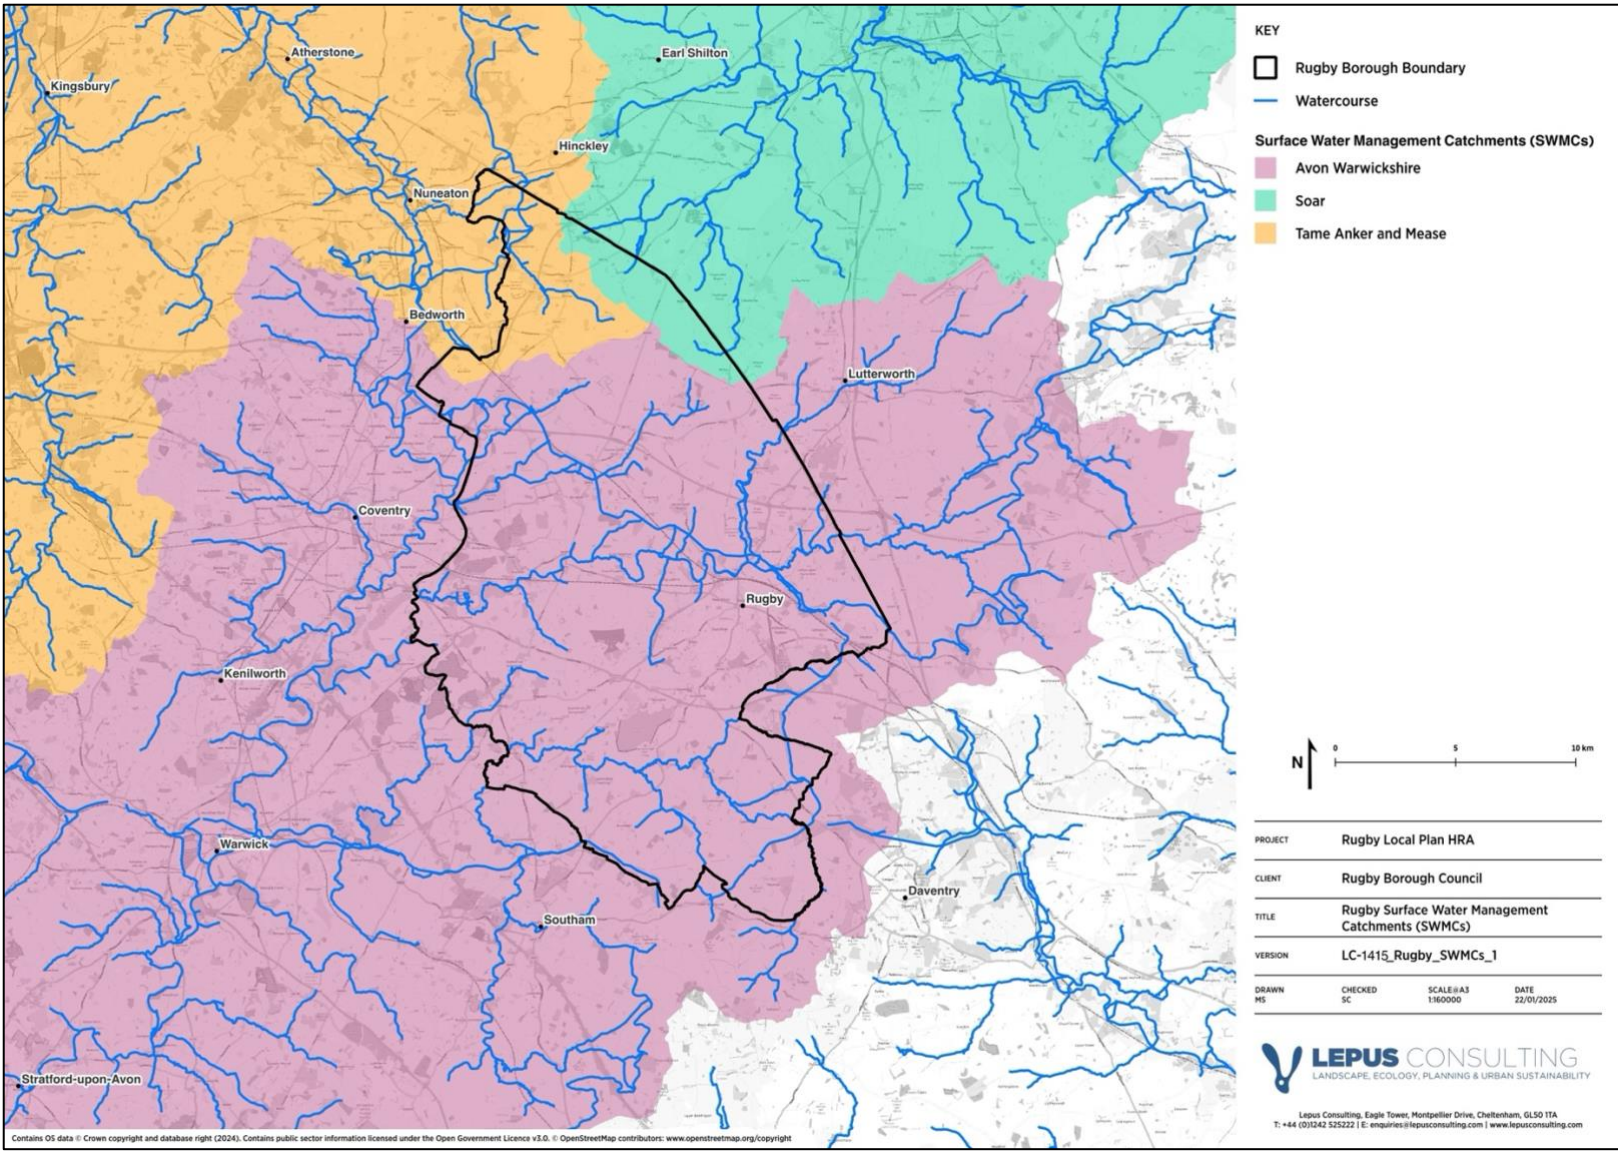 Atherstone
Earl Shilton
Kingsbury
Hinckley
Nuneaton
Bedworth
Lutterworth
Coventry
Rugby
Kenilworth
Warwick
Daventry
Southam
Stratford-upon-Avon
Contains OS data © Crown copyright and database right (2024). Contains public sector information licensed under the Open Government Licence v3.0. © OpenStreetMap contributors: www.openstreetmap.org/copyright
KEY
Rugby Borough Boundary
Watercourse
Surface Water Management Catchments (SWMCs)
Avon Warwickshire
Soar
Tame Anker and Mease
N
0 5 10 km
PROJECT Rugby Local Plan HRA
CLIENT Rugby Borough Council
TITLE Rugby Surface Water Management
Catchments (SWMCs)
VERSION LC-1415_Rugby_SWMCs_1
DRAWN CHECKED SCALE@A3 DATE
MS SC 1:160000 22/01/2025
LEPUS CONSULTING
LANDSCAPE, ECOLOGY, PLANNING & URBAN SUSTAINABILITY
Lepus Consulting, Eagle Tower, Montpellier Drive, Cheltenham, GL50 1TA
T: +44 (0)1242 525222 | E: enquiries@lepusconsulting.com | www.lepusconsulting.com